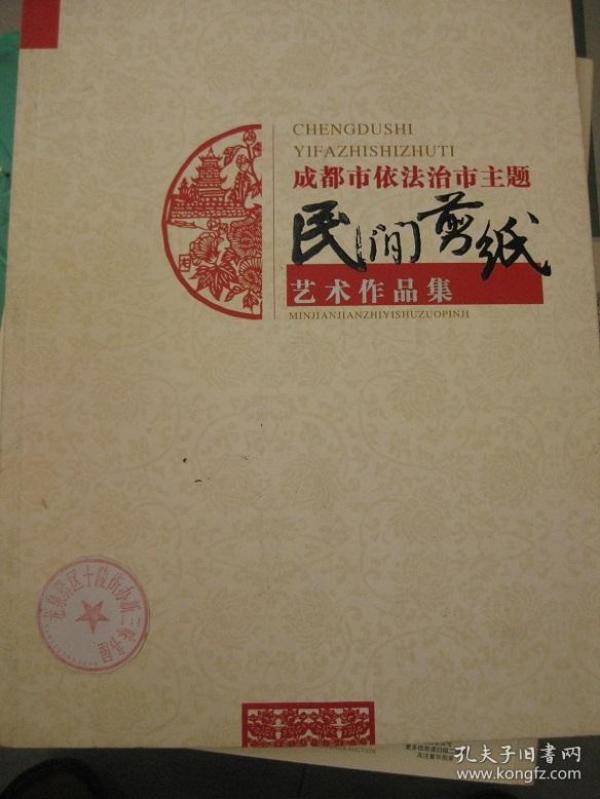 CHENGDUSHI
YIFAZHISHIZHUTI
成都市依法治市主题
民间剪纸
艺术作品集
MINJIANJIANZHIYISHUZUOPINJI
孔夫子旧书网
www.kongfz.com